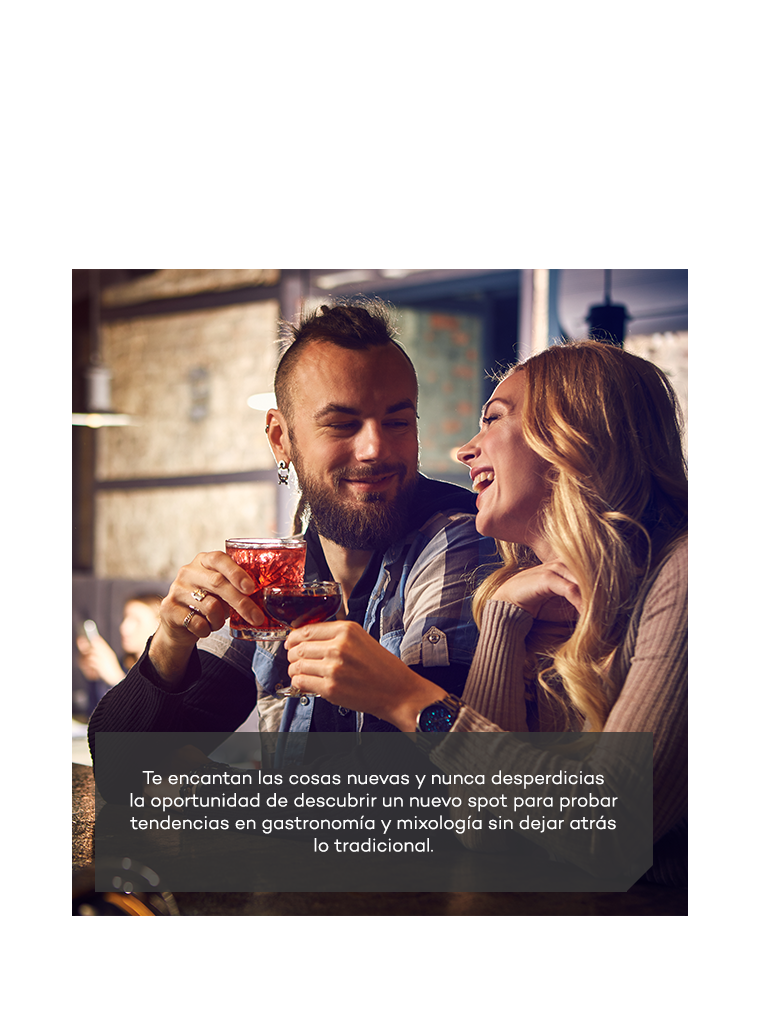 Te encantan las cosas nuevas y nunca desperdicias
la oportunidad de descubrir un nuevo spot para probar
tendencias en gastronomía y mixología sin dejar atrás
lo tradicional.